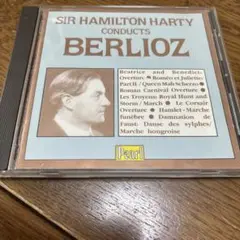 SIR HAMILTON HARTY
CONDUCTS
BERLIOZ
Beatrice and Benedict:
Overture • Roméo et Juliette:
Part II / Queen Mab Scherzo •
Roman Carnival Overture •
Les Troyens: Royal Hunt and
Storm / March • Le Corsair
Overture • Hamlet - Marche
funèbre • Damnation de
Faust: Danse des sylphes/
Marche hongroise
Pearl